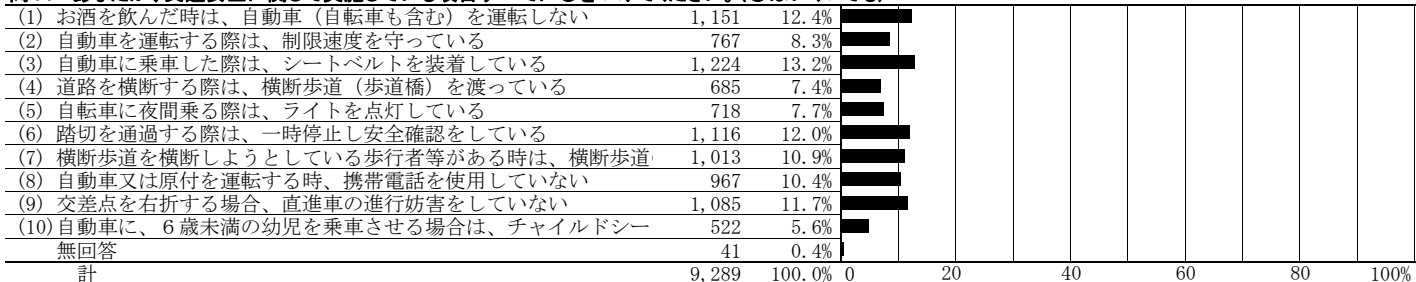 (1) お酒を飲んだ時は、自動車（自転車も含む）を運転しない 1,151 12.4%
(2) 自動車を運転する際は、制限速度を守っている 767 8.3%
(3) 自動車に乗車した際は、シートベルトを装着している 1,224 13.2%
(4) 道路を横断する際は、横断歩道（歩道橋）を渡っている 685 7.4%
(5) 自転車に夜間乗る際は、ライトを点灯している 718 7.7%
(6) 踏切を通過する際は、一時停止し安全確認をしている 1,116 12.0%
(7) 横断歩道を横断しようとしている歩行者等がある時は、横断歩道 1,013 10.9%
(8) 自動車又は原付を運転する時、携帯電話を使用していない 967 10.4%
(9) 交差点を右折する場合、直進車の進行妨害をしていない 1,085 11.7%
(10)自動車に、６歳未満の幼児を乗車させる場合は、チャイルドシー 522 5.6%
無回答 41 0.4%
計 9,289 100.0% 0 20 40 60 80 100%